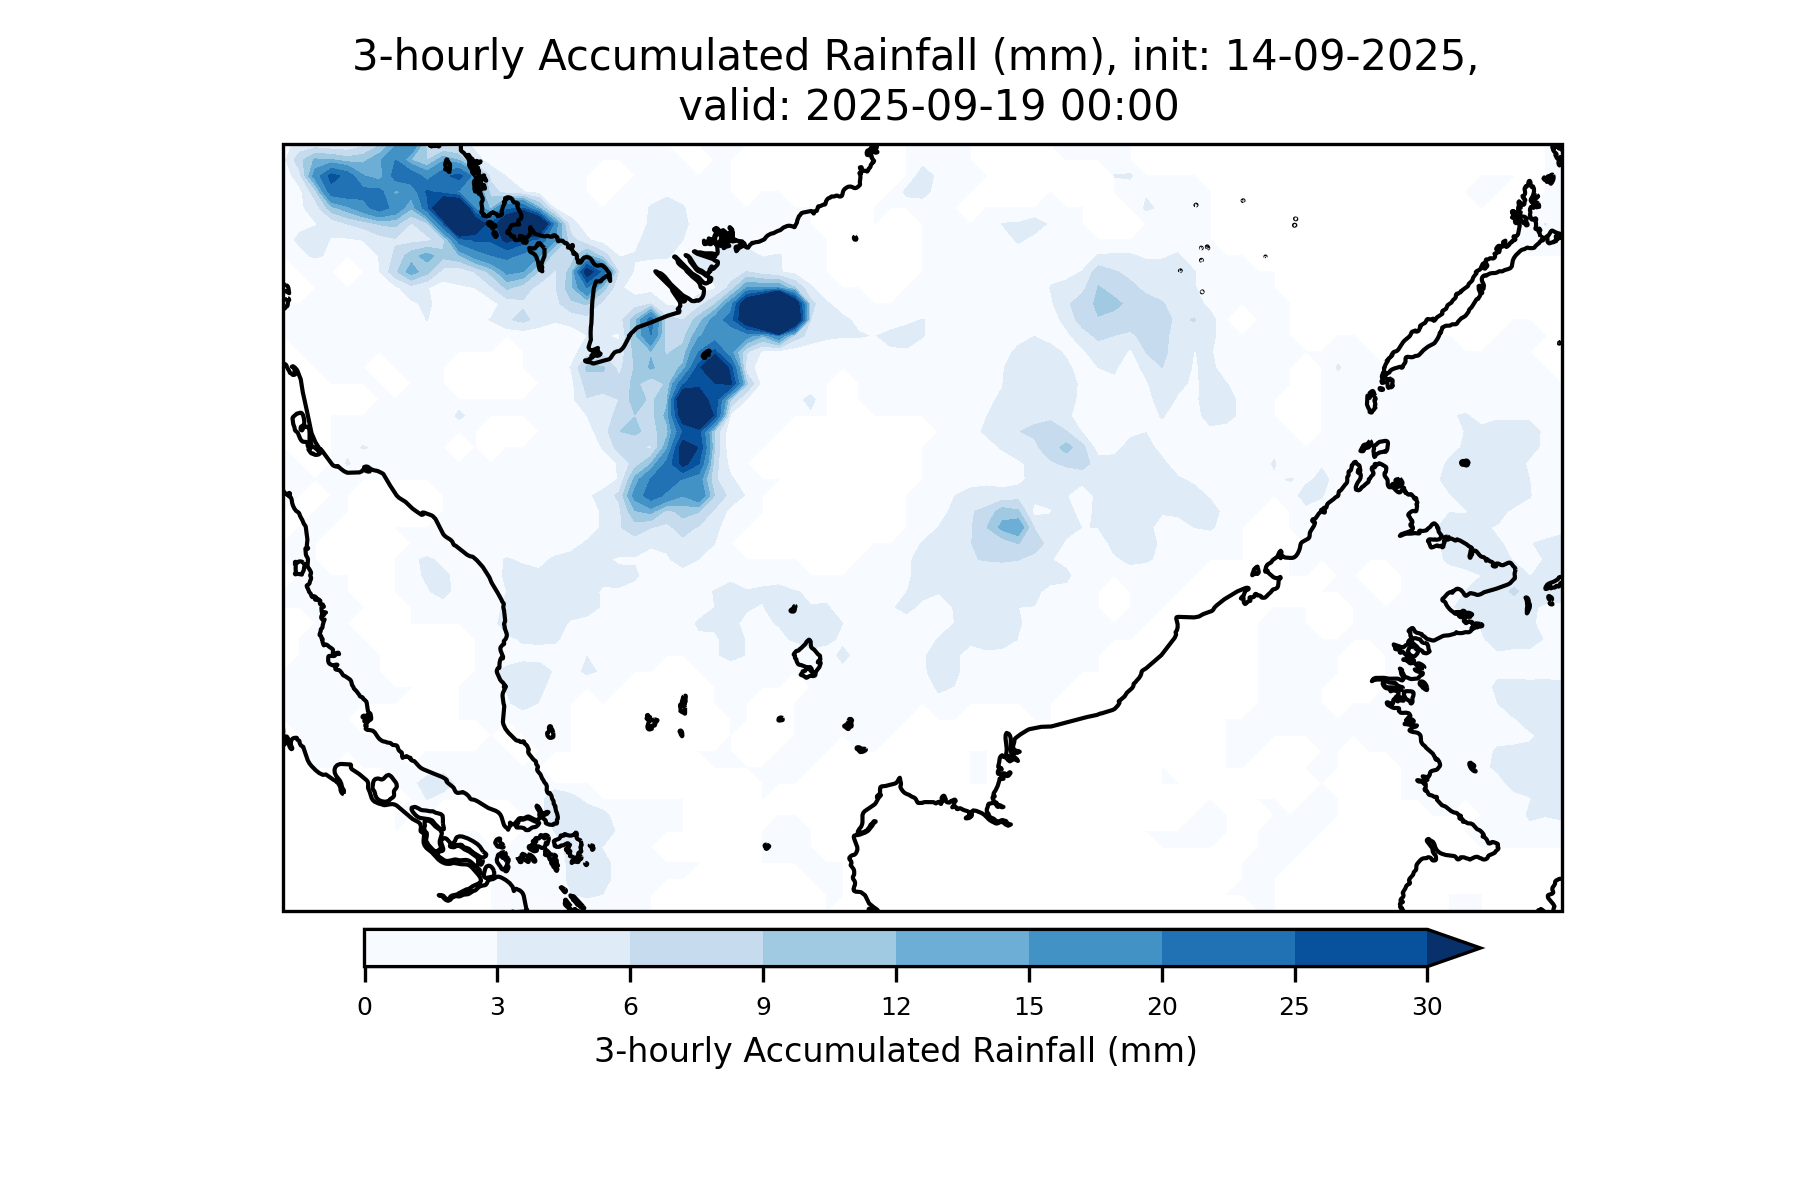 3-hourly Accumulated Rainfall (mm), init: 14-09-2025,
valid: 2025-09-19 00:00
0 3 6 9 12 15 20 25 30
3-hourly Accumulated Rainfall (mm)